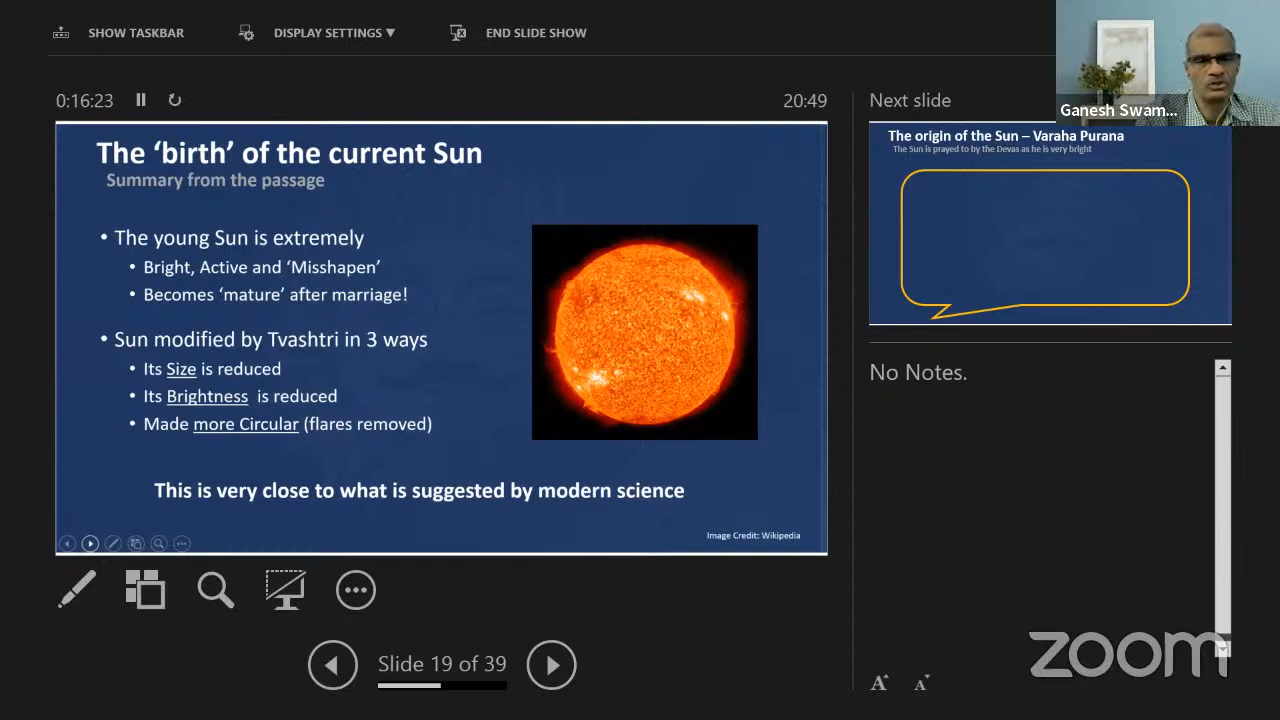 SHOW TASKBAR
DISPLAY SETTINGS ▼
END SLIDE SHOW
Ganesh Swam...
0:16:23
20:49
Next slide
The 'birth' of the current Sun
Summary from the passage
• The young Sun is extremely
• Bright, Active and 'Misshapen'
• Becomes 'mature' after marriage!
• Sun modified by Tvashtri in 3 ways
• Its Size is reduced
• Its Brightness is reduced
• Made more Circular (flares removed)
This is very close to what is suggested by modern science
Image Credit: Wikipedia
The origin of the Sun – Varaha Purana
The Sun is prayed to by the Devas as he is very bright
No Notes.
Slide 19 of 39
A
A
zoom